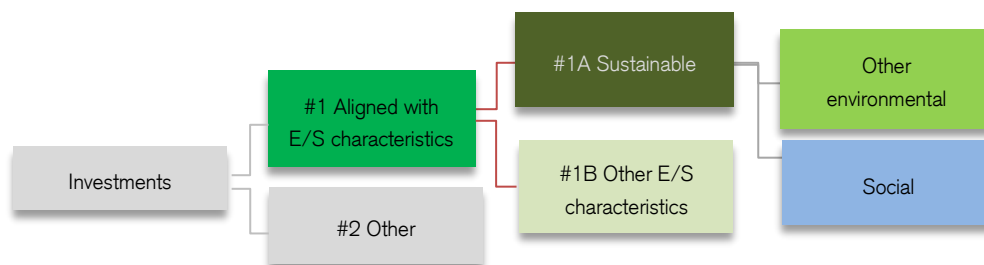 Investments
#1 Aligned with
E/S characteristics
#2 Other
#1A Sustainable
#1B Other E/S
characteristics
Other
environmental
Social